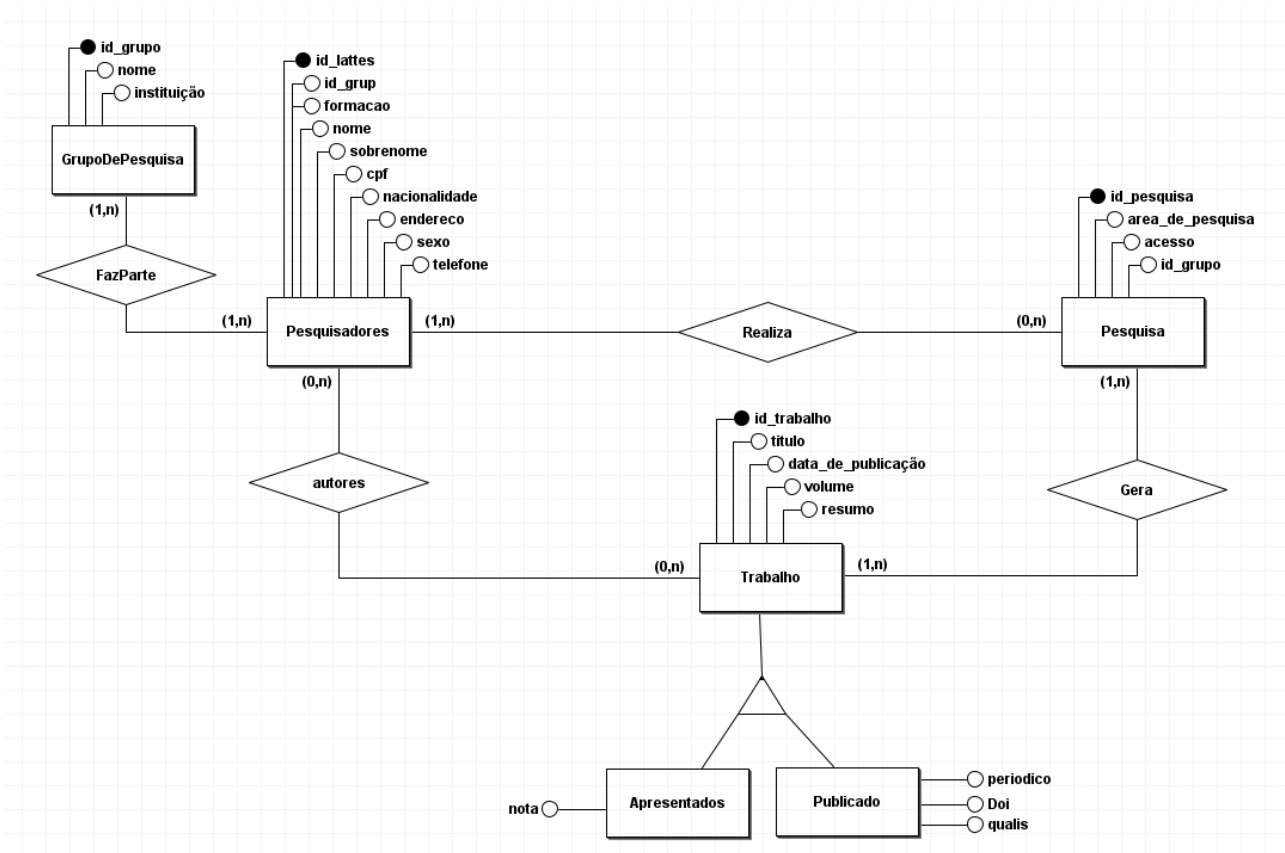 id_grupo
nome
instituição
GrupoDePesquisa
(1,n)
FazParte
(1,n)
id_lattes
id_grup
formacao
nome
sobrenome
cpf
nacionalidade
endereco
sexo
telefone
Pesquisadores
(1,n)
(0,n)
Realiza
(0,n)
id_pesquisa
area_de_pesquisa
acesso
id_grupo
Pesquisa
(1,n)
autores
(0,n)
id_trabalho
titulo
data_de_publicação
volume
resumo
Trabalho
(1,n)
Gera
nota
Apresentados
Publicado
periodico
Doi
qualis